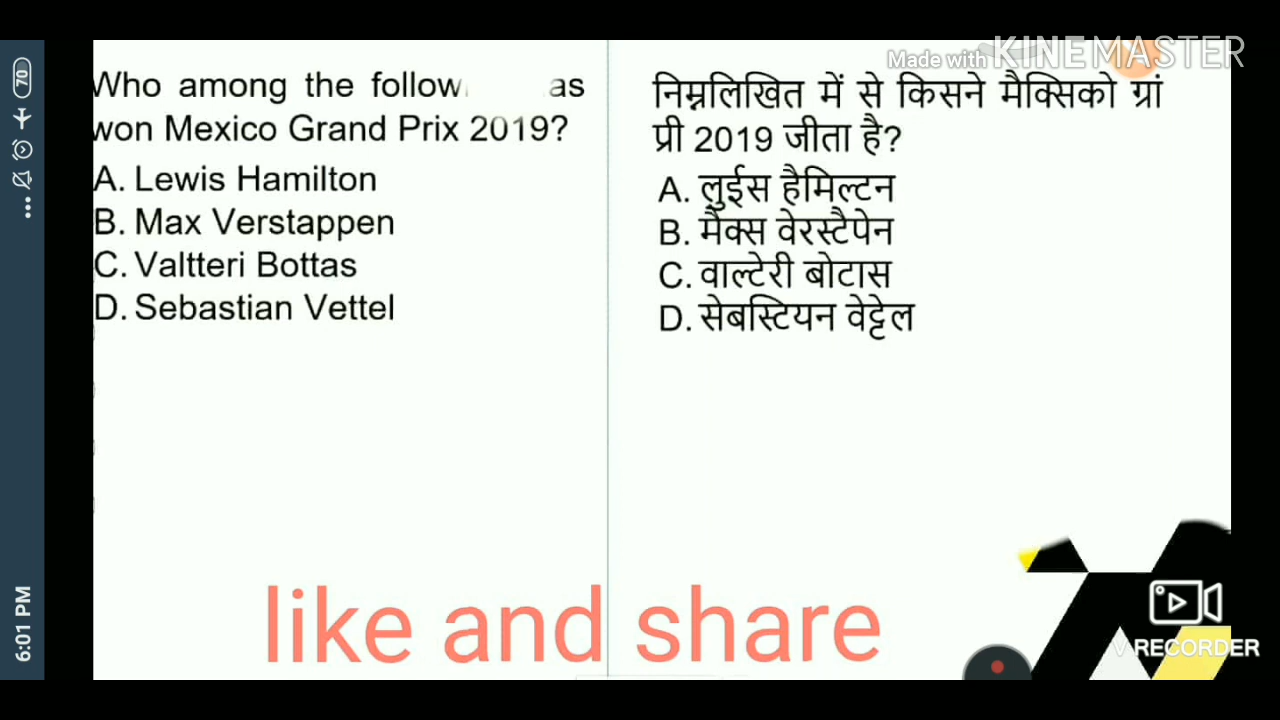 Made with KINEMASTER
70
6:01 PM
Who among the follow as
won Mexico Grand Prix 2019?
A. Lewis Hamilton
B. Max Verstappen
C. Valtteri Bottas
D. Sebastian Vettel
निम्नलिखित में से किसने मैक्सिको ग्रां
प्री 2019 जीता है?
A. लुईस हैमिल्टन
B. मैक्स वेरस्टैपेन
C. वाल्टेरी बोटास
D. सेबस्टियन वेट्टेल
like and share
V RECORDER